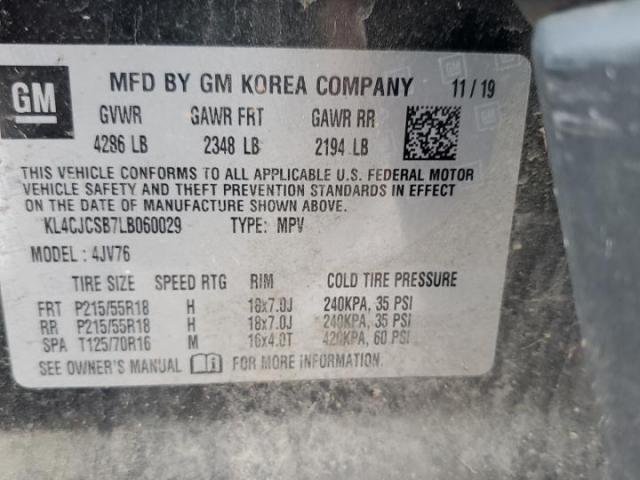 GM
MFD BY GM KOREA COMPANY 11/19
GVWR GAWR FRT GAWR RR
4286 LB 2348 LB 2194 LB
THIS VEHICLE CONFORMS TO ALL APPLICABLE U.S. FEDERAL MOTOR
VEHICLE SAFETY AND THEFT PREVENTION STANDARDS IN EFFECT
ON THE DATE OF MANUFACTURE SHOWN ABOVE.
KL4CJCSB7LB060029 TYPE: MPV
MODEL: 4JV76
TIRE SIZE SPEED RTG RIM COLD TIRE PRESSURE
FRT P215/55R18 H 18x7.0J 240KPA, 35 PSI
RR P215/55R18 H 18x7.0J 240KPA, 35 PSI
SPA T125/70R16 M 16x4.0T 420KPA, 60 PSI
SEE OWNER'S MANUAL FOR MORE INFORMATION.